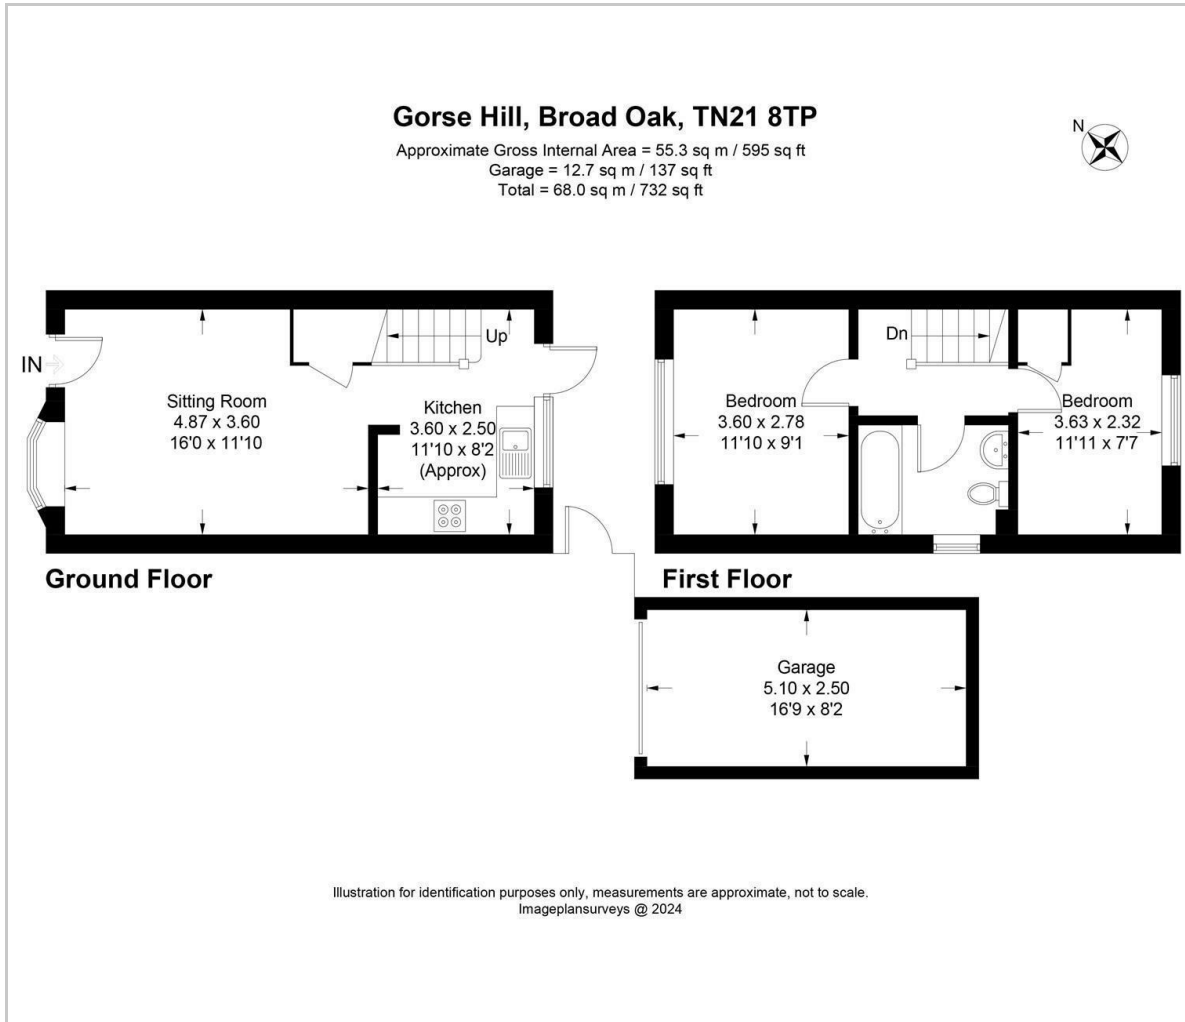 Gorse Hill, Broad Oak, TN21 8TP
Approximate Gross Internal Area = 55.3 sq m / 595 sq ft
Garage = 12.7 sq m / 137 sq ft
Total = 68.0 sq m / 732 sq ft
N
IN
Sitting Room
4.87 x 3.60
16'0 x 11'10
Up
Kitchen
3.60 x 2.50
11'10 x 8'2
(Approx)
Ground Floor
Dn
Bedroom
3.60 x 2.78
11'10 x 9'1
Bedroom
3.63 x 2.32
11'11 x 7'7
First Floor
Garage
5.10 x 2.50
16'9 x 8'2
Illustration for identification purposes only, measurements are approximate, not to scale.
Imageplansurveys @ 2024